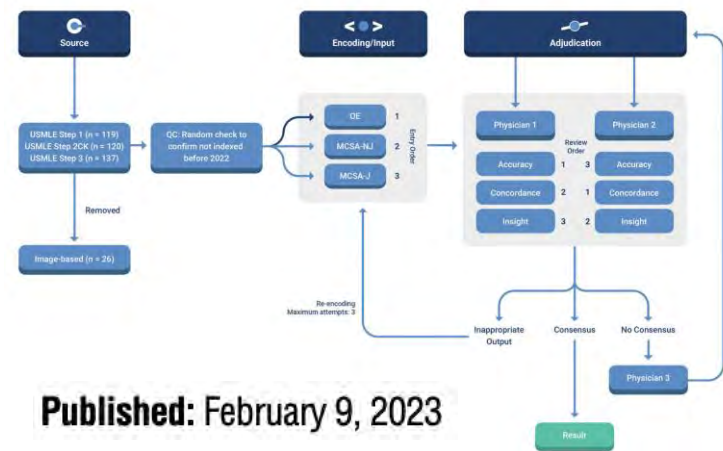 Source
Encoding/Input
Adjudication
USMLE Step 1 (n = 119)
USMLE Step 2CK (n = 120)
USMLE Step 3 (n = 137)
QC: Random check to
confirm not indexed
before 2022
OE 1
MCSA-NJ 2
MCSA-J 3
Entry Order
Physician 1
Physician 2
Review
Order
Accuracy 1 3 Accuracy
Concordance 2 1 Concordance
Insight 3 2 Insight
Removed
Image-based (n = 26)
Re-encoding
Maximum attempts: 3
Inappropriate
Output
Consensus
No Consensus
Physician 3
Result
Published: February 9, 2023